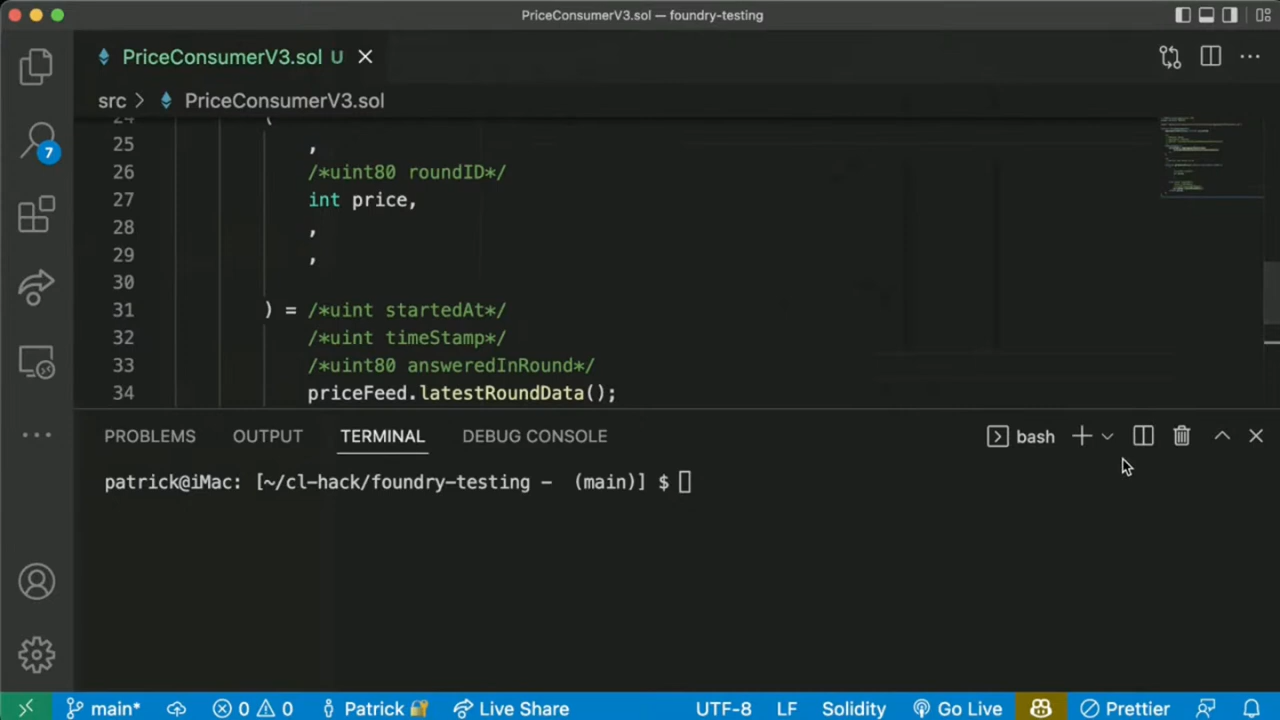 PriceConsumerV3.sol — foundry-testing
PriceConsumerV3.sol U
src > PriceConsumerV3.sol
24 (
25 ,
26 /*uint80 roundID*/
27 int price,
28 ,
29 ,
30
31 ) = /*uint startedAt*/
32 /*uint timeStamp*/
33 /*uint80 answeredInRound*/
34 priceFeed.latestRoundData();
7
PROBLEMS OUTPUT TERMINAL DEBUG CONSOLE bash
patrick@iMac: [~/cl-hack/foundry-testing - (main)] $
main* 0 0 Patrick Live Share UTF-8 LF Solidity Go Live Prettier